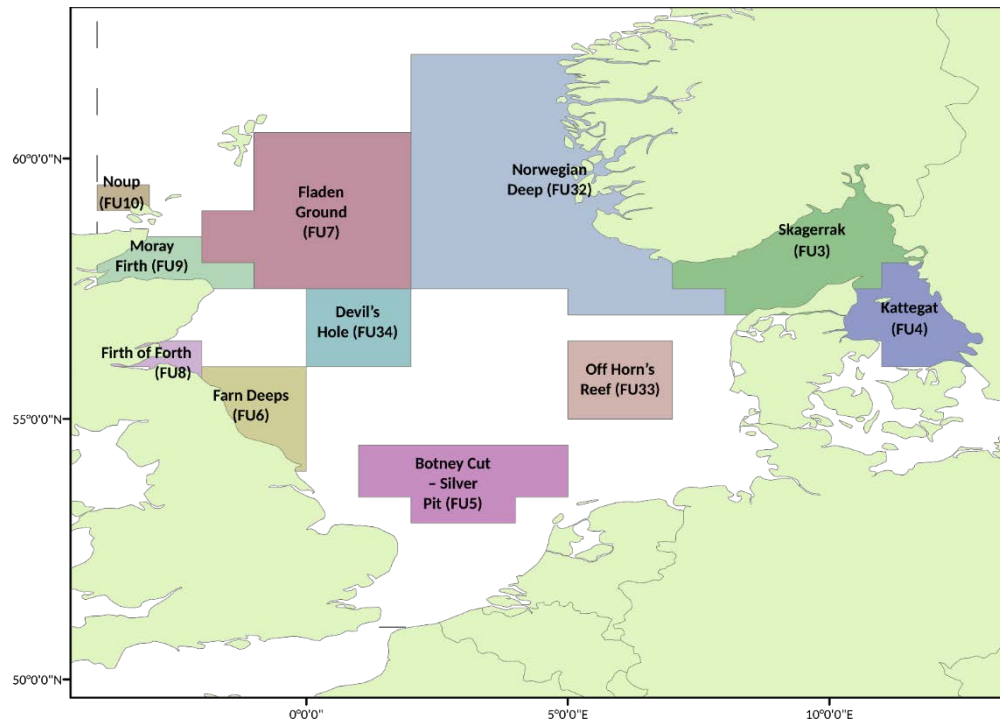 60°0'0"N
55°0'0"N
50°0'0"N
Noup
(FU10)
Moray
Firth (FU9)
Fladen
Ground
(FU7)
Norwegian
Deep (FU32)
Skagerrak
(FU3)
Kattegat
(FU4)
Devil's
Hole (FU34)
Firth of Forth
(FU8)
Farn Deeps
(FU6)
Off Horn's
Reef (FU33)
Botney Cut
– Silver
Pit (FU5)
0°0'0"
5°0'0"E
10°0'0"E